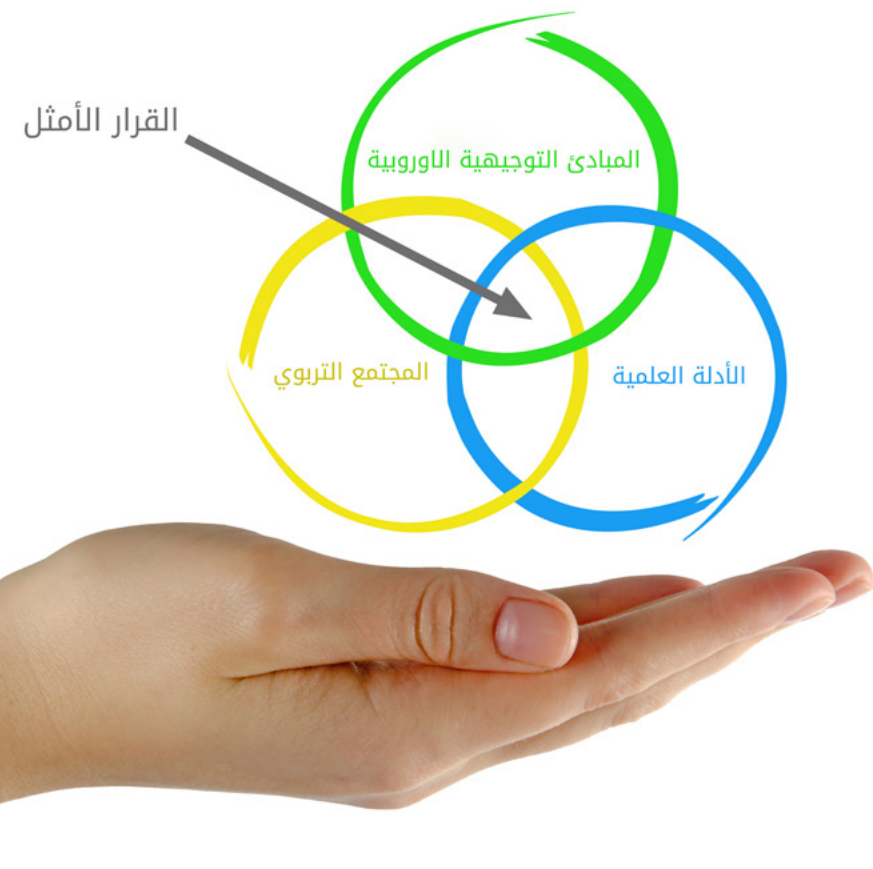 القرار الأمثل
المبادئ التوجيهية الاوروبية
المجتمع التربوي
الأدلة العلمية